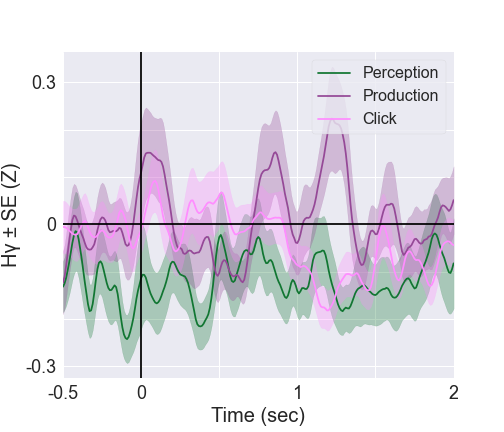 Perception
Production
Click
0.3
0
-0.3
Hγ ± SE (Z)
-0.5
0
1
2
Time (sec)